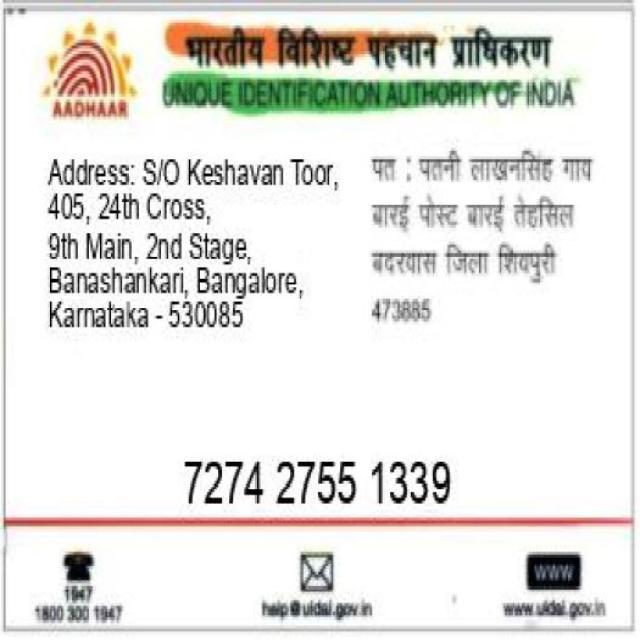 भारतीय विशिष्ट पहचान प्राधिकरण
AADHAAR
UNIQUE IDENTIFICATION AUTHORITY OF INDIA
Address: S/O Keshavan Toor,
405, 24th Cross,
9th Main, 2nd Stage,
Banashankari, Bangalore,
Karnataka - 530085
पत : पतनी लाखनसिंह गाय
बारई पोस्ट बारई तेहसिल
बदरवास जिला शिवपुरी
473885
7274 2755 1339
1947
1800 300 1947
help@uidai.gov.in
WWW
www.uidai.gov.in